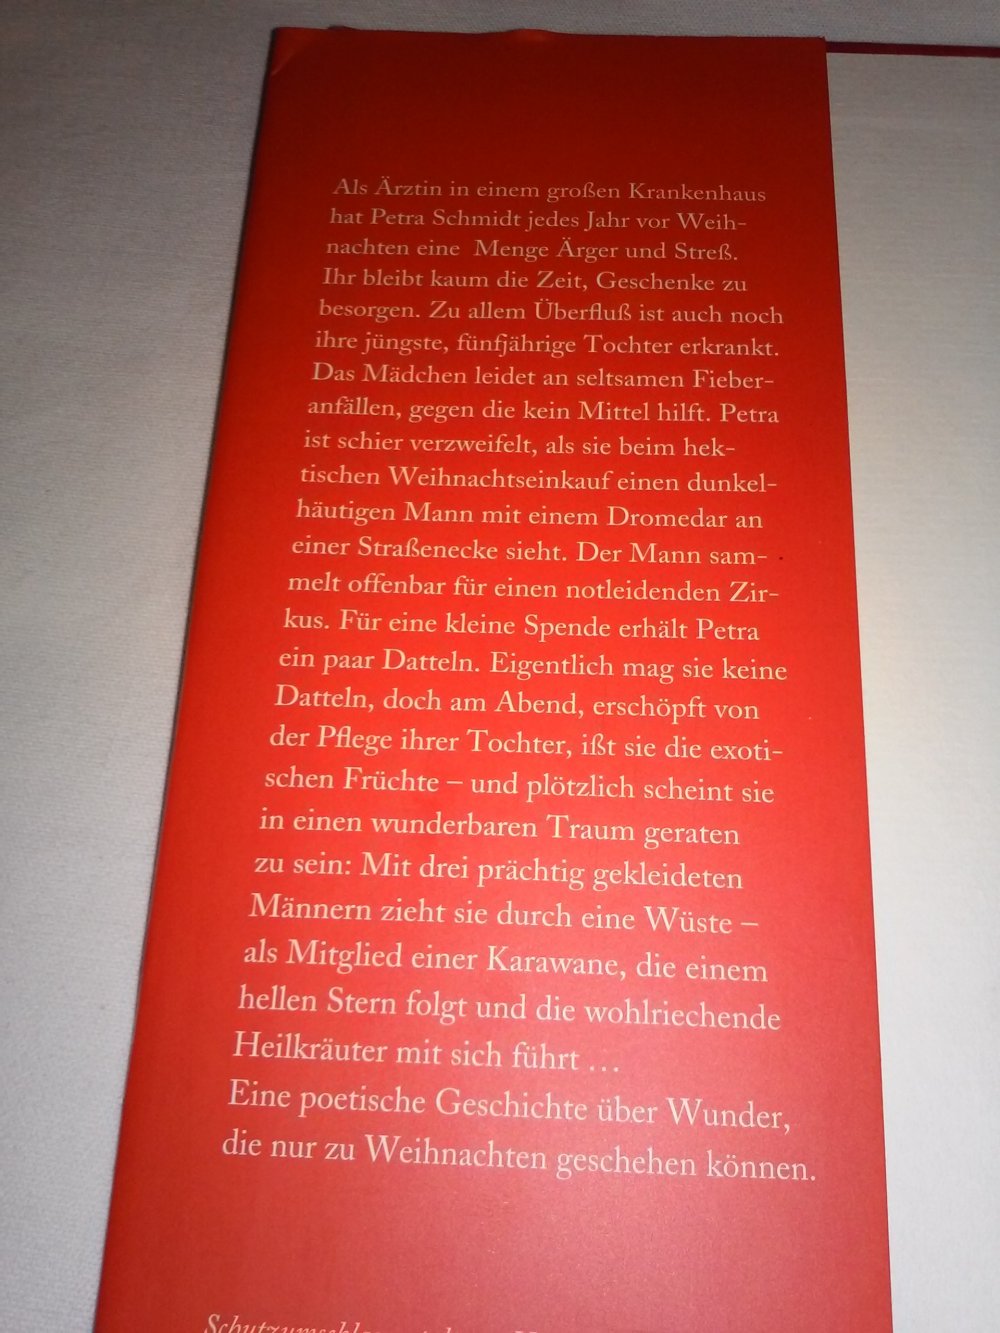 Als Ärztin in einem großen Krankenhaus
hat Petra Schmidt jedes Jahr vor Weih-
nachten eine Menge Ärger und Streß.
Ihr bleibt kaum die Zeit, Geschenke zu
besorgen. Zu allem Überfluß ist auch noch
ihre jüngste, fünfjährige Tochter erkrankt.
Das Mädchen leidet an seltsamen Fieber-
anfällen, gegen die kein Mittel hilft. Petra
ist schier verzweifelt, als sie beim hek-
tischen Weihnachtseinkauf einen dunkel-
häutigen Mann mit einem Dromedar an
einer Straßenecke sieht. Der Mann sam-
melt offenbar für einen notleidenden Zir-
kus. Für eine kleine Spende erhält Petra
ein paar Datteln. Eigentlich mag sie keine
Datteln, doch am Abend, erschöpft von
der Pflege ihrer Tochter, ißt sie die exoti-
schen Früchte – und plötzlich scheint sie
in einen wunderbaren Traum geraten
zu sein: Mit drei prächtig gekleideten
Männern zieht sie durch eine Wüste –
als Mitglied einer Karawane, die einem
hellen Stern folgt und die wohlriechende
Heilkräuter mit sich führt ...
Eine poetische Geschichte über Wunder,
die nur zu Weihnachten geschehen können.